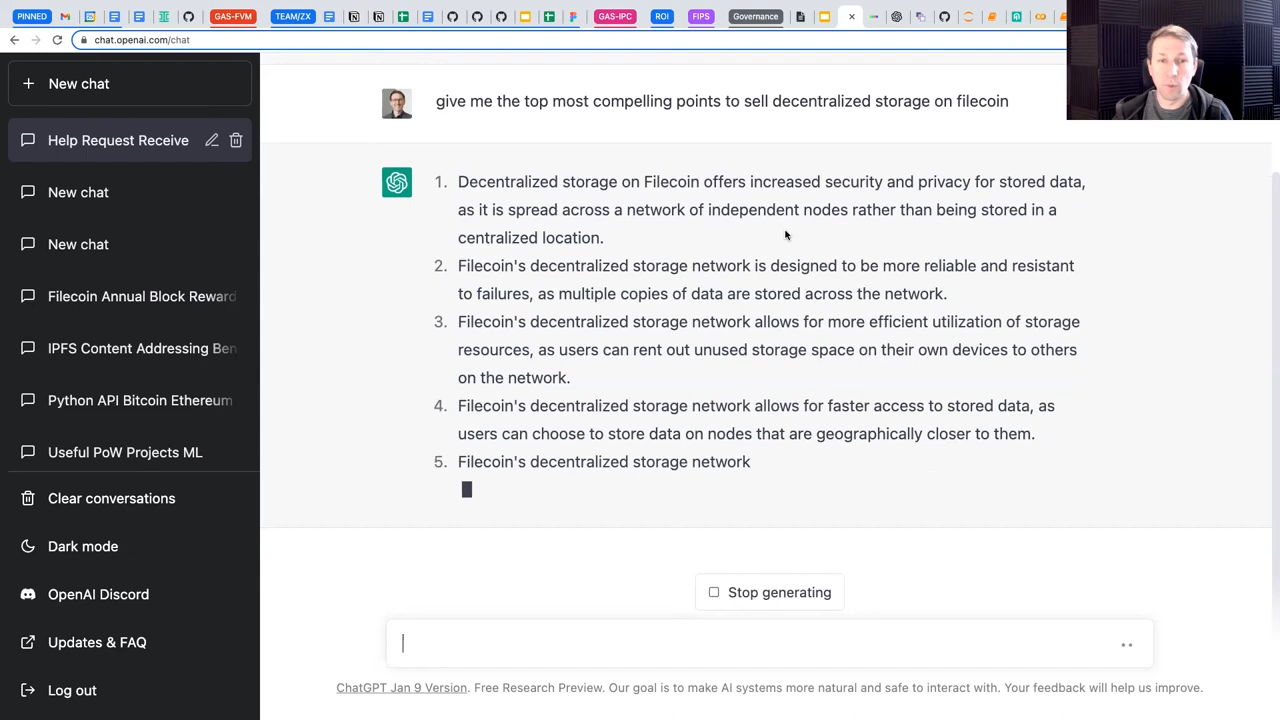 PINNED
GAS-FVM
TEAM/ZX
GAS-IPC
ROI
FIPS
Governance
chat.openai.com/chat
New chat
Help Request Receive
New chat
New chat
Filecoin Annual Block Reward
IPFS Content Addressing Ben
Python API Bitcoin Ethereum
Useful PoW Projects ML
Clear conversations
Dark mode
OpenAI Discord
Updates & FAQ
Log out
give me the top most compelling points to sell decentralized storage on filecoin
1. Decentralized storage on Filecoin offers increased security and privacy for stored data,
as it is spread across a network of independent nodes rather than being stored in a
centralized location.
2. Filecoin's decentralized storage network is designed to be more reliable and resistant
to failures, as multiple copies of data are stored across the network.
3. Filecoin's decentralized storage network allows for more efficient utilization of storage
resources, as users can rent out unused storage space on their own devices to others
on the network.
4. Filecoin's decentralized storage network allows for faster access to stored data, as
users can choose to store data on nodes that are geographically closer to them.
5. Filecoin's decentralized storage network
Stop generating
ChatGPT Jan 9 Version. Free Research Preview. Our goal is to make AI systems more natural and safe to interact with. Your feedback will help us improve.